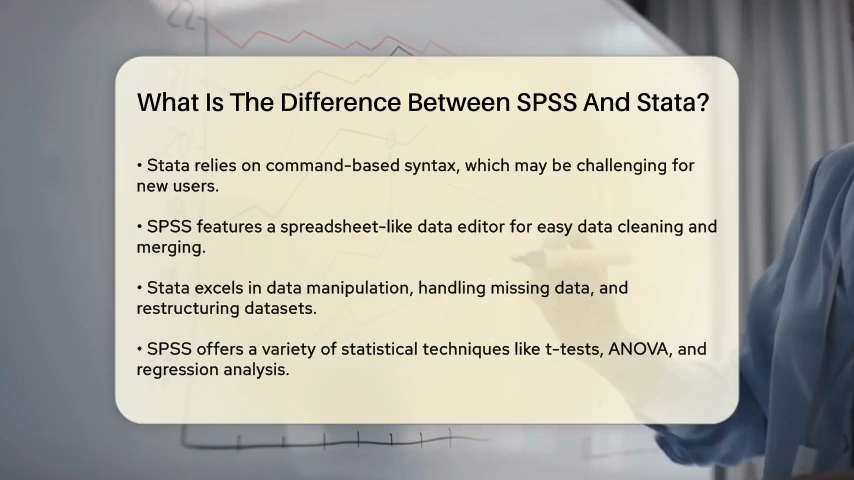 22
What Is The Difference Between SPSS And Stata?
• Stata relies on command-based syntax, which may be challenging for
new users.
• SPSS features a spreadsheet-like data editor for easy data cleaning and
merging.
• Stata excels in data manipulation, handling missing data, and
restructuring datasets.
• SPSS offers a variety of statistical techniques like t-tests, ANOVA, and
regression analysis.